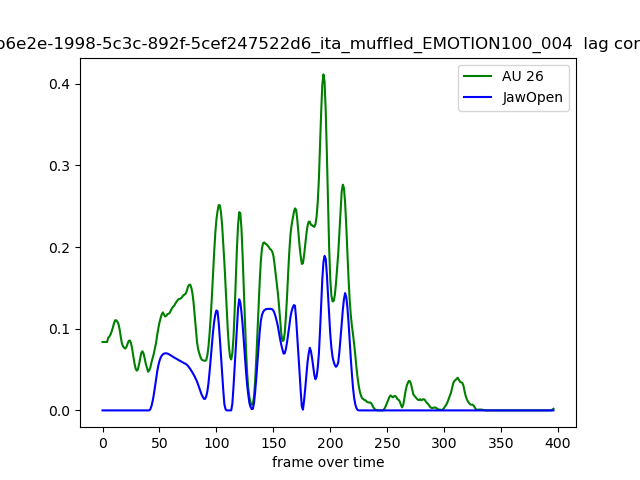 b6e2e-1998-5c3c-892f-5cef247522d6_ita_muffled_EMOTION100_004 lag cor
AU 26
JawOpen
0.4
0.3
0.2
0.1
0.0
0 50 100 150 200 250 300 350 400
frame over time